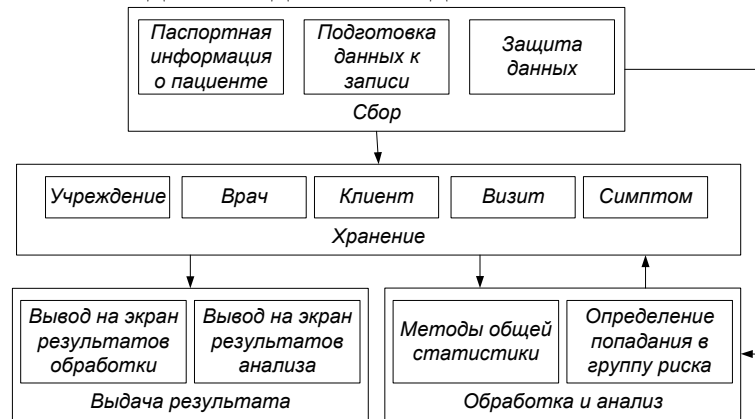 Паспортная
информация
о пациенте
Подготовка
данных к
записи
Защита
данных
Сбор
Учреждение
Врач
Клиент
Визит
Симптом
Хранение
Вывод на экран
результатов
обработки
Вывод на экран
результатов
анализа
Выдача результата
Методы общей
статистики
Определение
попадания в
группу риска
Обработка и анализ